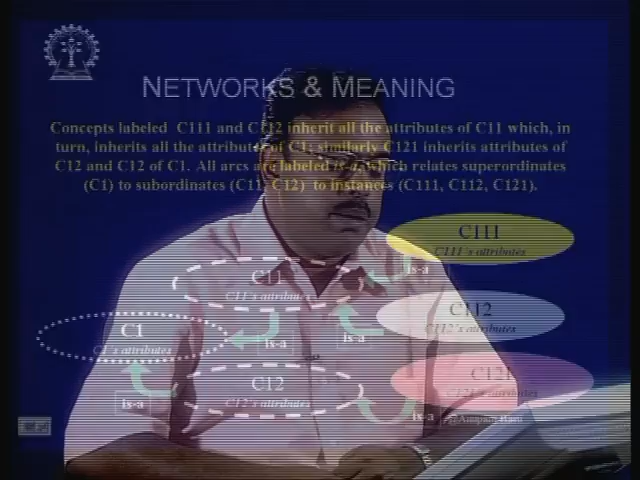 NETWORKS & MEANING
Concepts labeled C111 and C112 inherit all the attributes of C11 which, in
turn, inherits all the attributes of C1; similarly C121 inherits attributes of
C12 and C12 of C1. All arcs are labeled is-a which relates superordinates
(C1) to subordinates (C11, C12) to instances (C111, C112, C121).
C111
C111's attributes
is-a
C11
C11's attributes
C112
C112's attributes
C1
C1's attributes
is-a
is-a
C12
C12's attributes
C121
C121's attributes
is-a
is-a